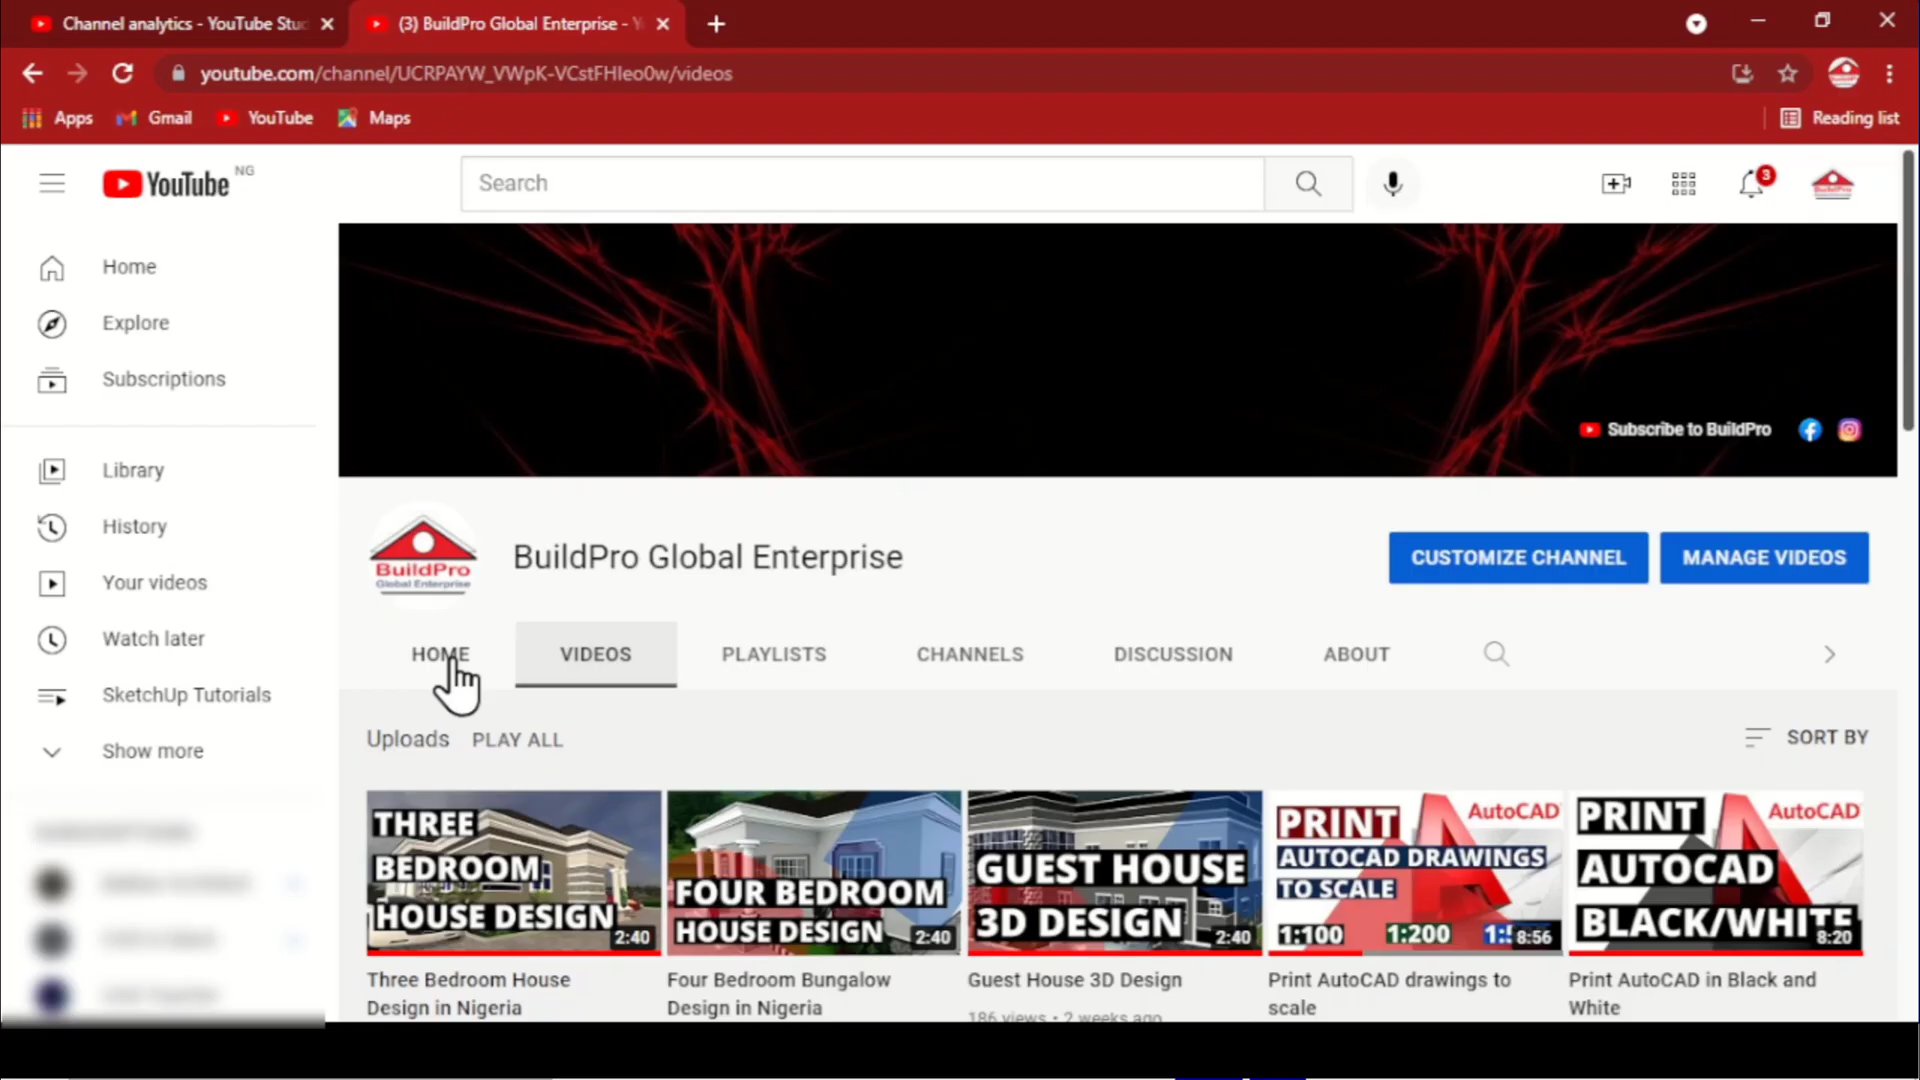 Channel analytics - YouTube Stu
(3) BuildPro Global Enterprise - Y
youtube.com/channel/UCRPAYW_VWpK-VCstFHIeo0w/videos
Apps
Gmail
YouTube
Maps
Reading list
YouTube NG
Search
3
Home
Explore
Subscriptions
Library
History
Your videos
Watch later
SketchUp Tutorials
Show more
Subscribe to BuildPro
BuildPro
Global Enterprise
BuildPro Global Enterprise
CUSTOMIZE CHANNEL
MANAGE VIDEOS
HOME
VIDEOS
PLAYLISTS
CHANNELS
DISCUSSION
ABOUT
Uploads
PLAY ALL
SORT BY
THREE
BEDROOM
HOUSE DESIGN
2:40
Three Bedroom House
Design in Nigeria
FOUR BEDROOM
HOUSE DESIGN
2:40
Four Bedroom Bungalow
Design in Nigeria
GUEST HOUSE
3D DESIGN
2:40
Guest House 3D Design
186 views • 2 weeks ago
AutoCAD
PRINT
AUTOCAD DRAWINGS
TO SCALE
1:100
1:200
8:56
Print AutoCAD drawings to
scale
AutoCAD
PRINT
AUTOCAD
BLACK/WHITE
8:20
Print AutoCAD in Black and
White